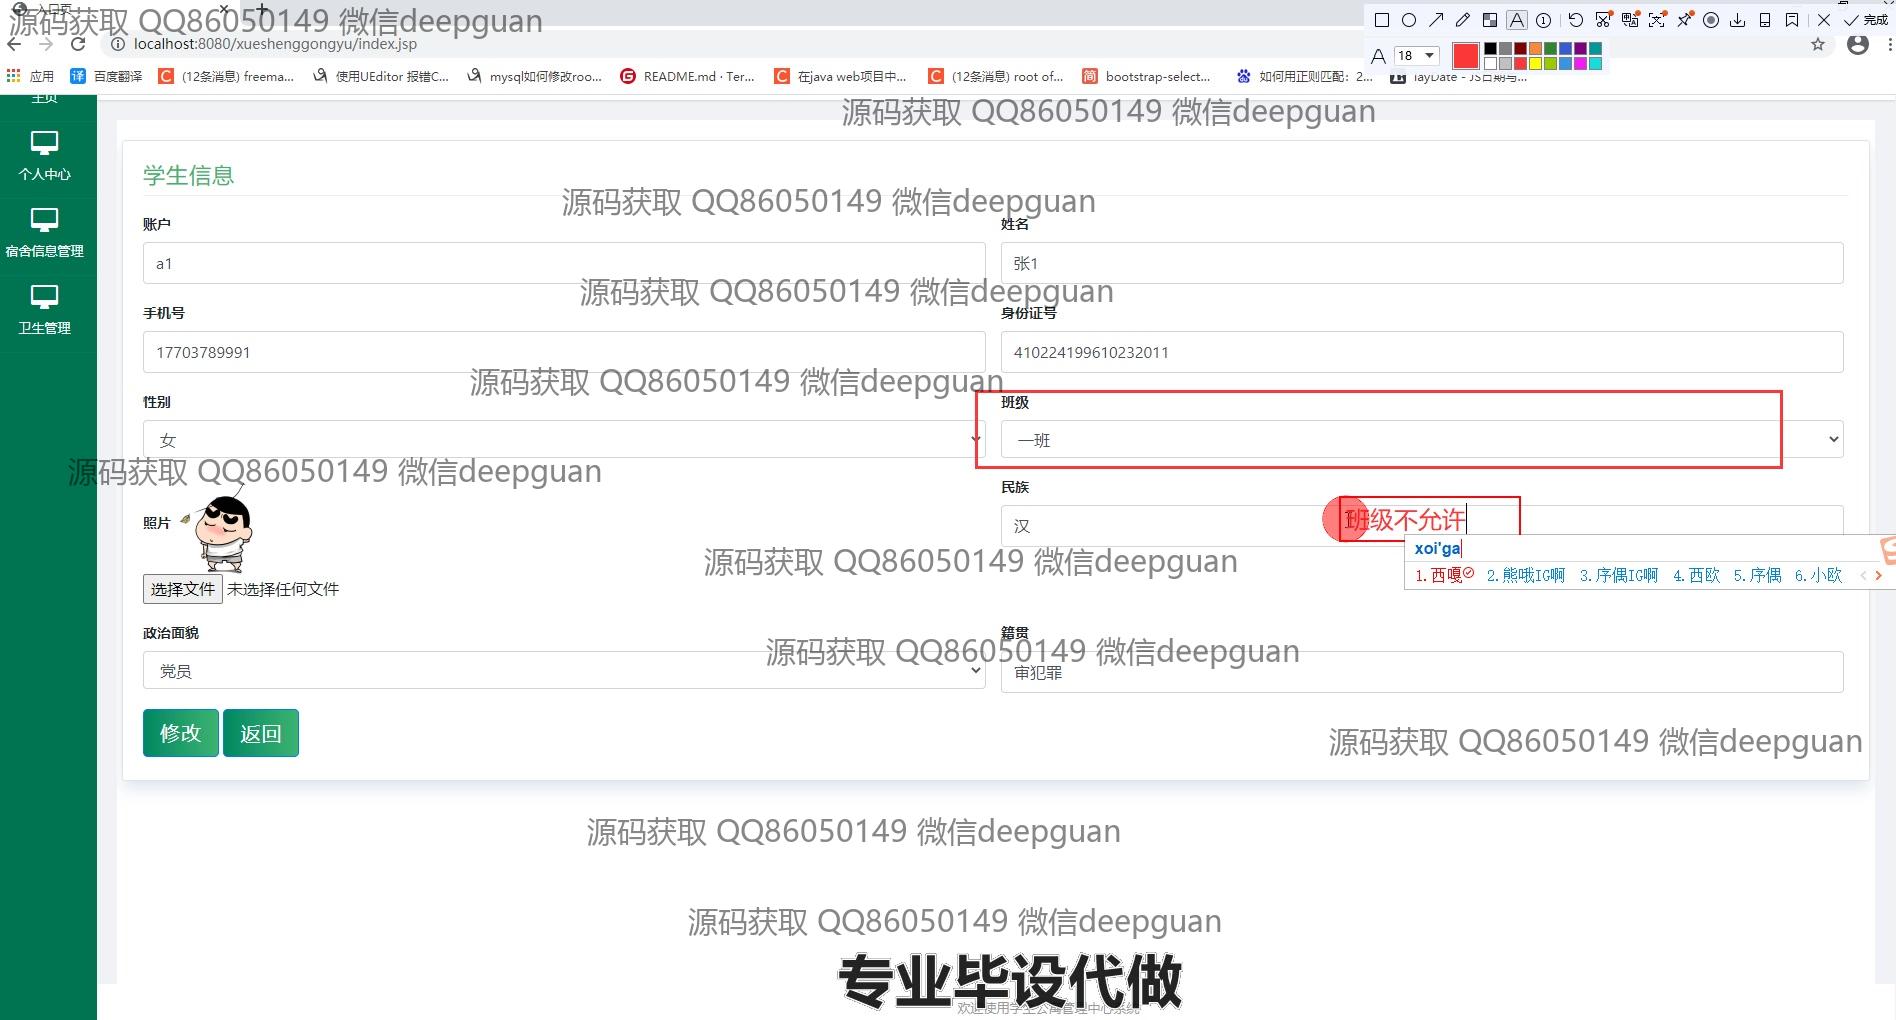 入口页
源码获取 QQ86050149 微信deepguan
完成
localhost:8080/xueshenggongyu/index.jsp
A 18
应用 百度翻译 (12条消息) freema... 使用UEditor 报错C... mysql如何修改roo... README.md · Ter... 在java web项目中... (12条消息) root of... bootstrap-select... 如何用正则匹配：2... layDate - JS日期与...
主页
源码获取 QQ86050149 微信deepguan
个人中心
学生信息
源码获取 QQ86050149 微信deepguan
账户 姓名
宿舍信息管理
a1 张1
源码获取 QQ86050149 微信deepguan
手机号 身份证号
卫生管理
17703789991 410224199610232011
源码获取 QQ86050149 微信deepguan
性别 班级
女 一班
源码获取 QQ86050149 微信deepguan
民族
照片
汉 班级不允许
xoi'ga
源码获取 QQ86050149 微信deepguan
1.西嘎 2.熊哦IG啊 3.序偶IG啊 4.西欧 5.序偶 6.小欧
选择文件 未选择任何文件
政治面貌 籍贯
源码获取 QQ86050149 微信deepguan
党员 审犯罪
修改 返回
源码获取 QQ86050149 微信deepguan
源码获取 QQ86050149 微信deepguan
源码获取 QQ86050149 微信deepguan
专业毕设代做
欢迎使用学生公寓管理中心系统